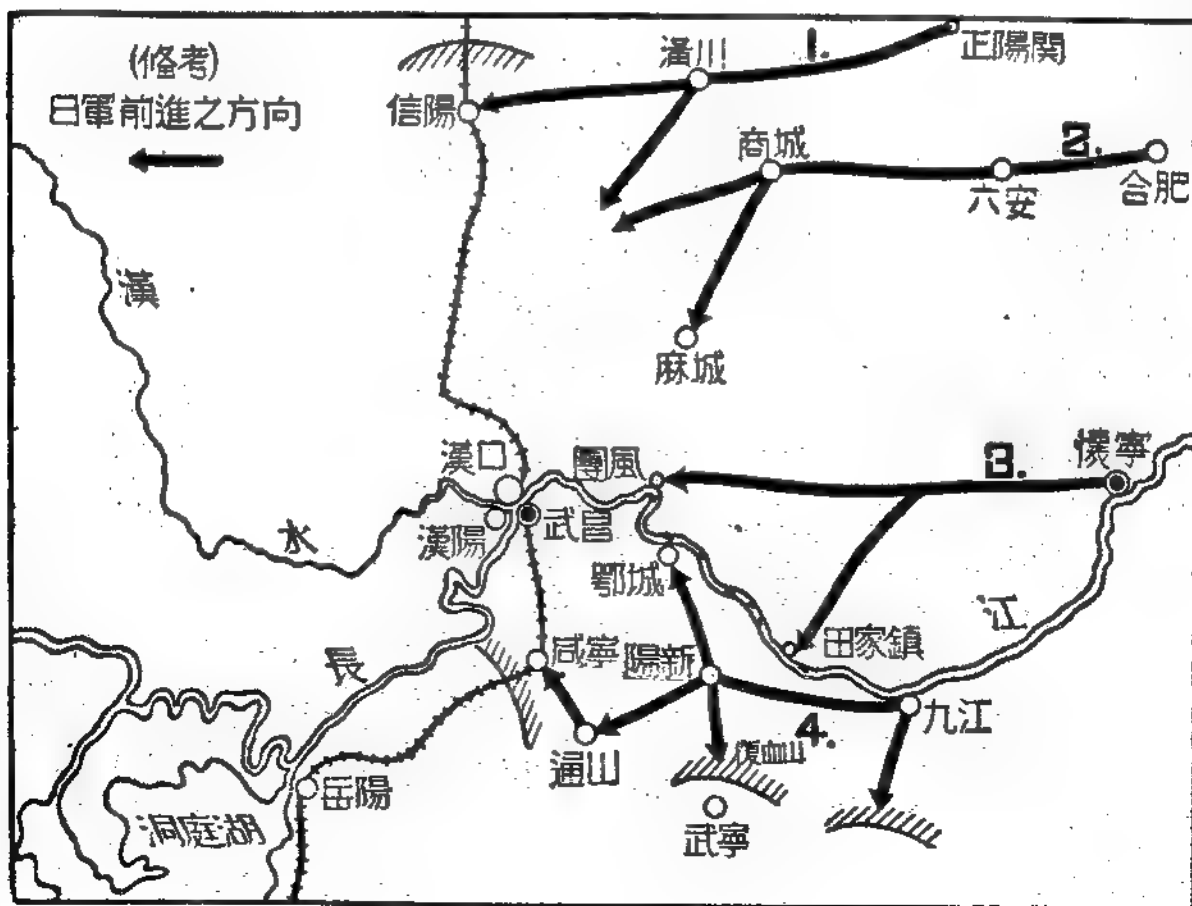 (備考)
日軍前進之方向
1.
正陽関
潢川
信陽
2.
商城
六安
合肥
漢
麻城
3.
懐寧
團風
漢口
武昌
漢陽
水
鄂城
江
田家鎮
長
咸寧
陽新
九江
4.
通山
岳陽
武寧
洞庭湖